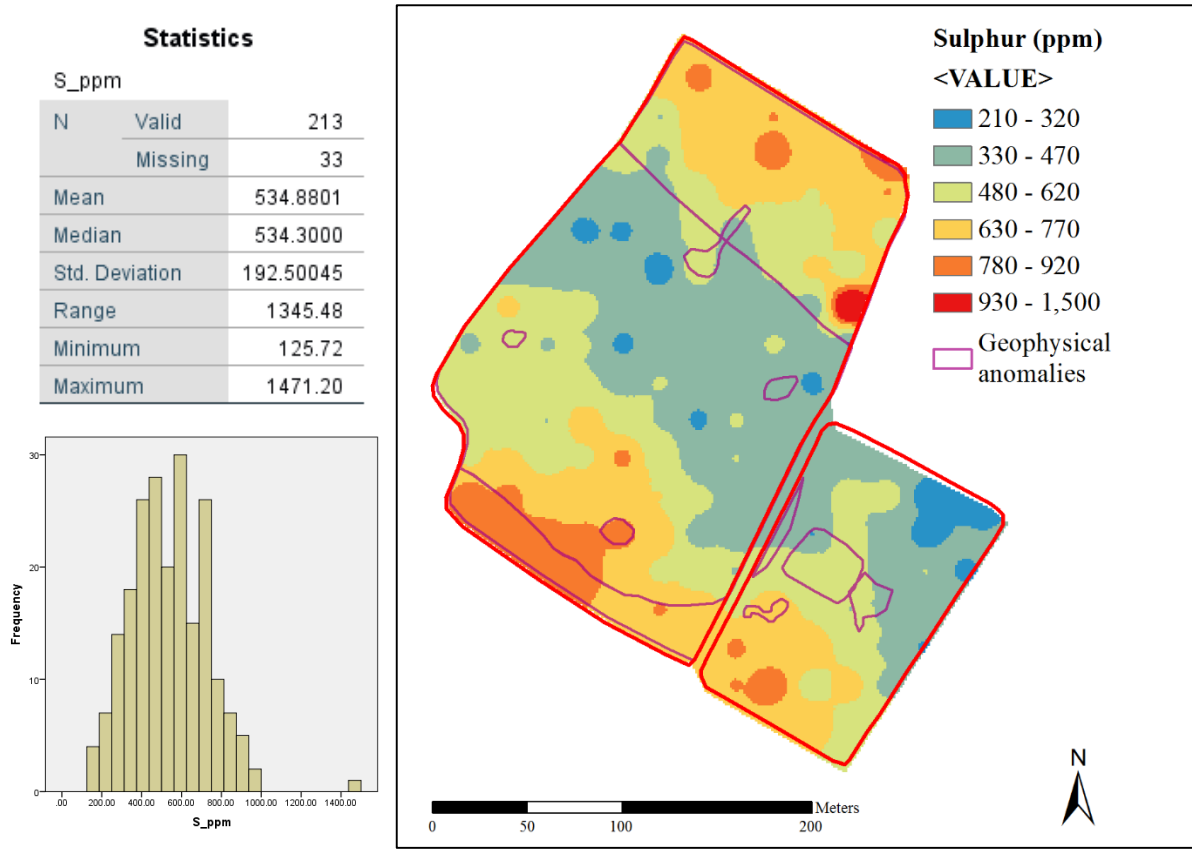 Statistics
S_ppm
N Valid 213
Missing 33
Mean 534.8801
Median 534.3000
Std. Deviation 192.50045
Range 1345.48
Minimum 125.72
Maximum 1471.20
30
20
10
0
Frequency
.00 200.00 400.00 600.00 800.00 1000.00 1200.00 1400.00
S_ppm
Sulphur (ppm)
<VALUE>
210 - 320
330 - 470
480 - 620
630 - 770
780 - 920
930 - 1,500
Geophysical
anomalies
N
Meters
0 50 100 200